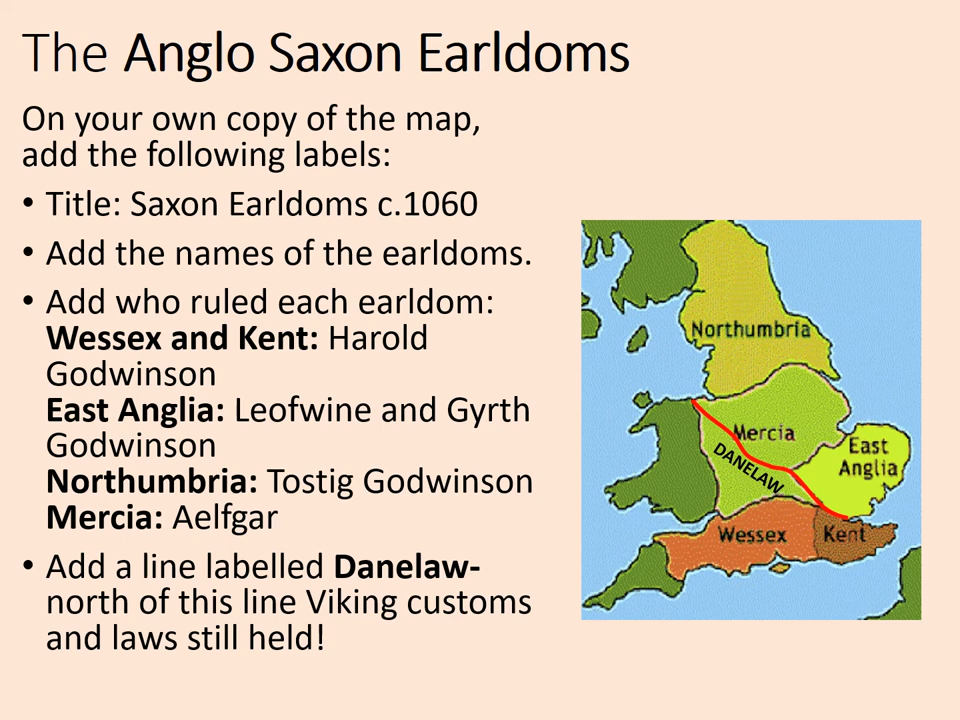 The Anglo Saxon Earldoms
On your own copy of the map,
add the following labels:
• Title: Saxon Earldoms c.1060
• Add the names of the earldoms.
• Add who ruled each earldom:
Wessex and Kent: Harold
Godwinson
East Anglia: Leofwine and Gyrth
Godwinson
Northumbria: Tostig Godwinson
Mercia: Aelfgar
• Add a line labelled Danelaw-
north of this line Viking customs
and laws still held!
Northumbria
Mercia
East
Anglia
DANELAW
Wessex
Kent